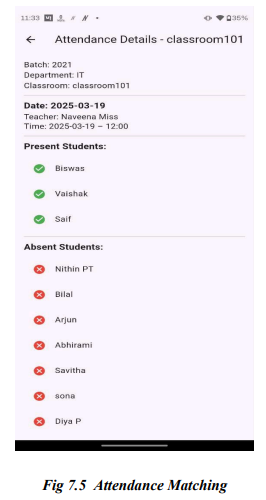 11:33
35%
Attendance Details - classroom101
Batch: 2021
Department: IT
Classroom: classroom101
Date: 2025-03-19
Teacher: Naveena Miss
Time: 2025-03-19 – 12:00
Present Students:
Biswas
Vaishak
Saif
Absent Students:
Nithin PT
Bilal
Arjun
Abhirami
Savitha
sona
Diya P
Fig 7.5 Attendance Matching